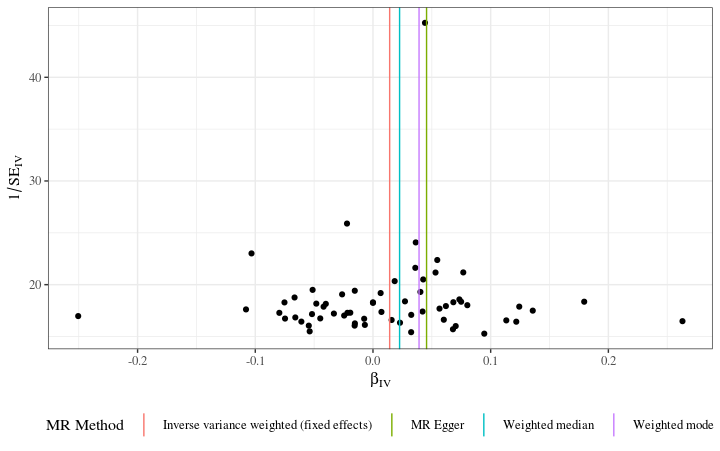 1/SE_IV
40
30
20
-0.2 -0.1 0.0 0.1 0.2
β_IV
MR Method Inverse variance weighted (fixed effects) MR Egger Weighted median Weighted mode